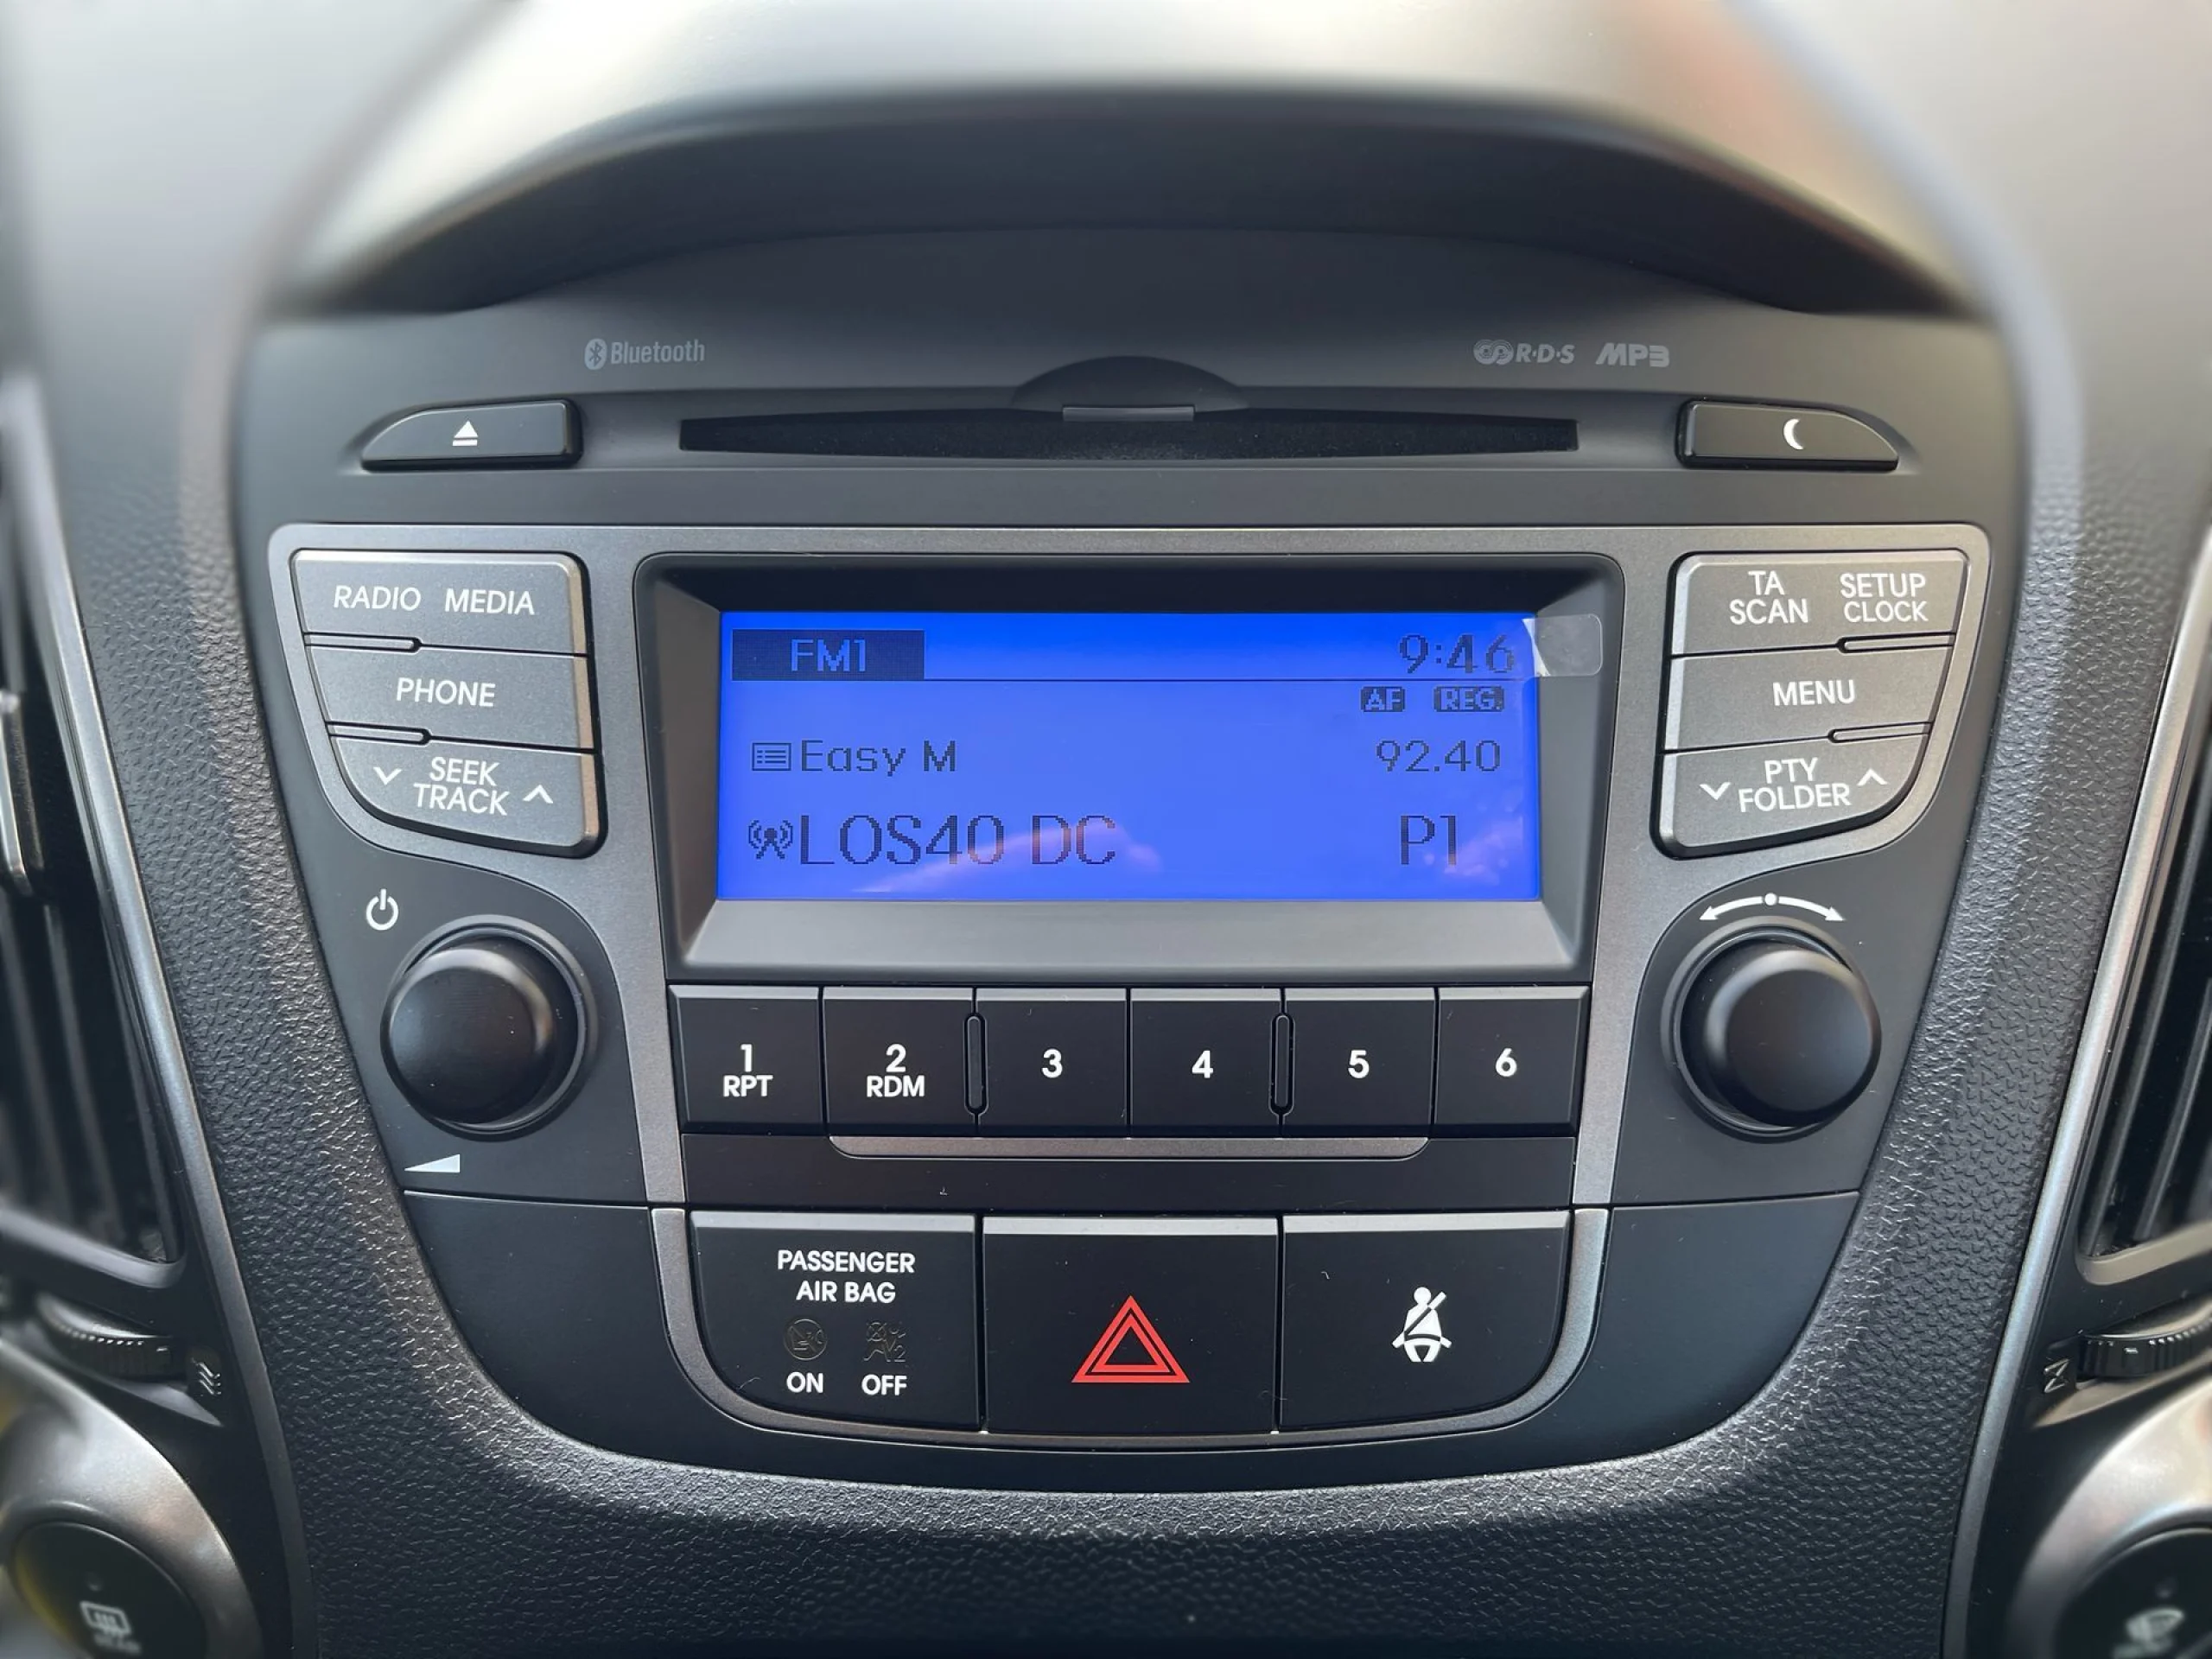 Bluetooth
R·D·S MP3
RADIO MEDIA
TA SCAN
SETUP CLOCK
PHONE
MENU
SEEK TRACK
PTY FOLDER
FM1 9:46
AF REG.
Easy M 92.40
LOS40 DC P1
1 RPT
2 RDM
3
4
5
6
PASSENGER
AIR BAG
ON OFF